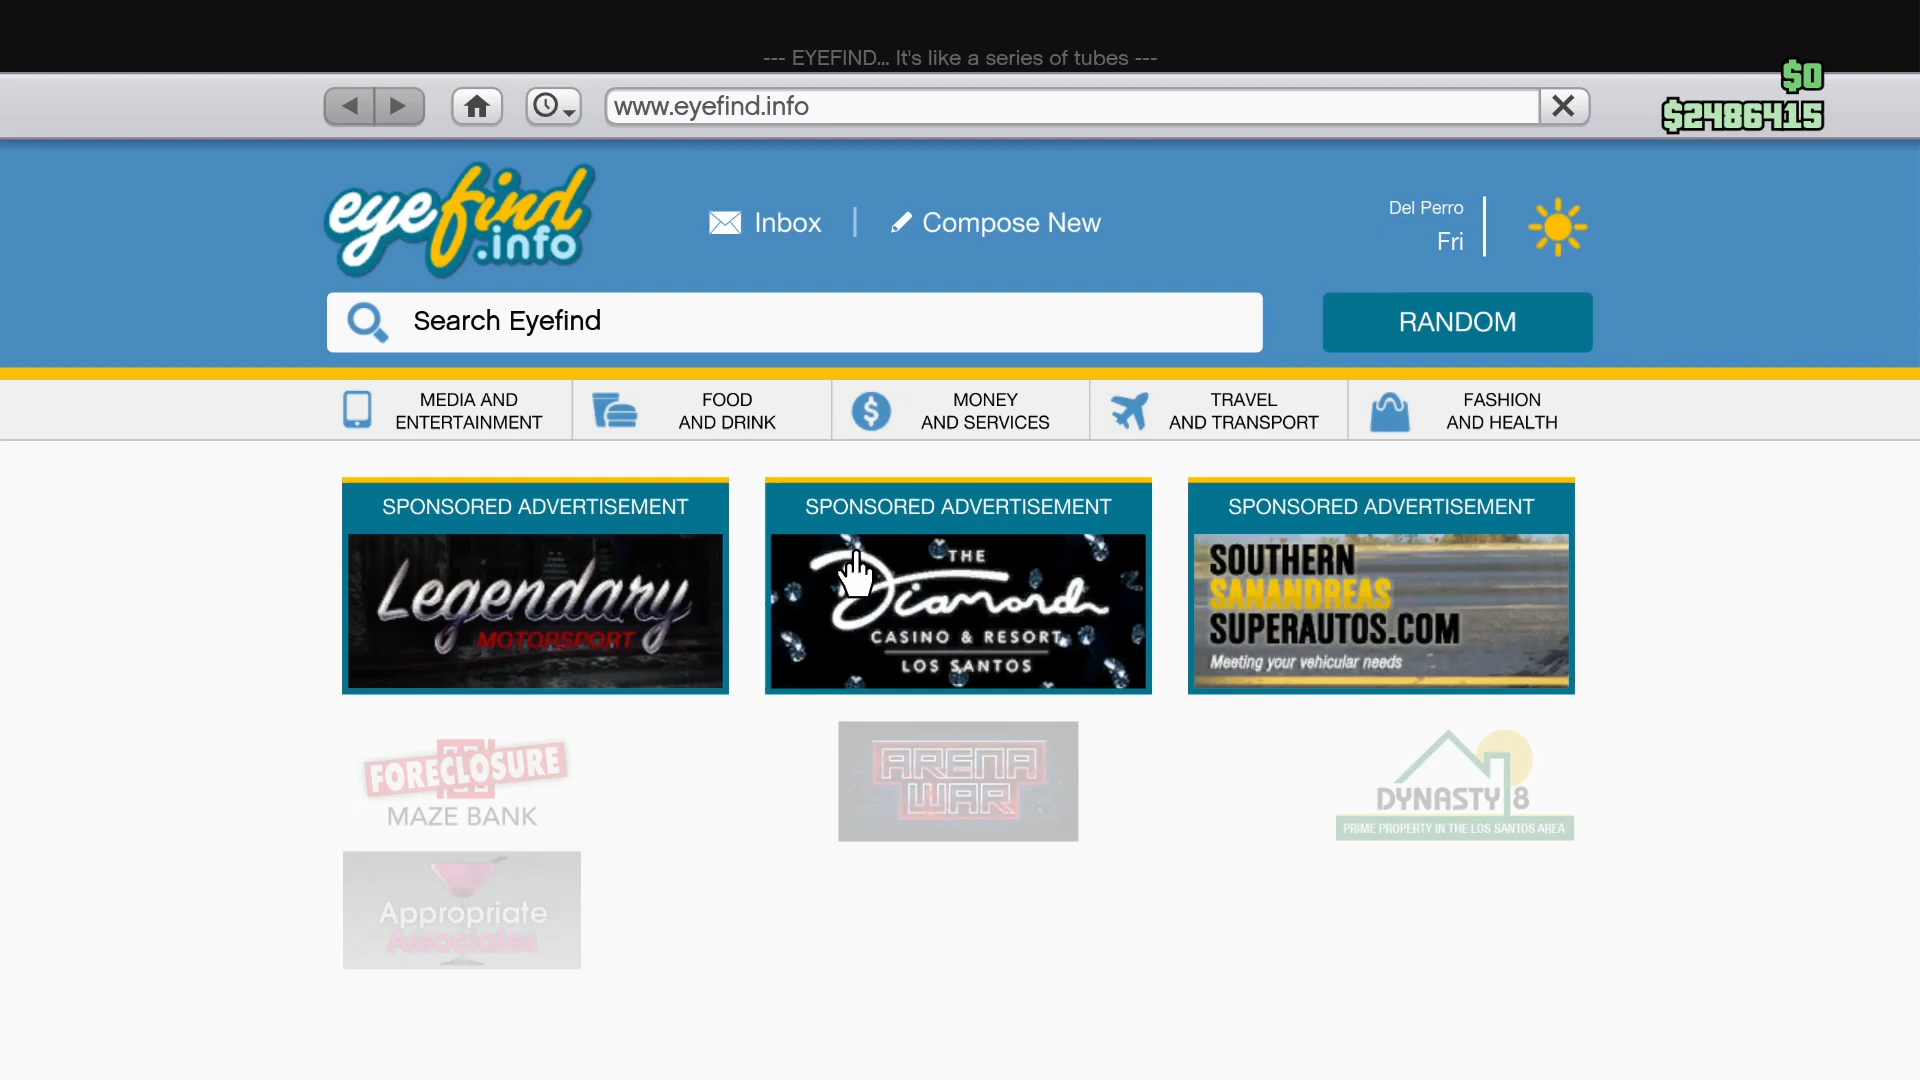 --- EYEFIND... It's like a series of tubes ---
$0
www.eyefind.info
$2486415
eyefind
.info
Inbox
Compose New
Del Perro
Fri
Search Eyefind
RANDOM
MEDIA AND
ENTERTAINMENT
FOOD
AND DRINK
MONEY
AND SERVICES
TRAVEL
AND TRANSPORT
FASHION
AND HEALTH
SPONSORED ADVERTISEMENT
Legendary
MOTORSPORT
SPONSORED ADVERTISEMENT
THE
Diamond
CASINO & RESORT
LOS SANTOS
SPONSORED ADVERTISEMENT
SOUTHERN
SANANDREAS
SUPERAUTOS.COM
Meeting your vehicular needs
FORECLOSURE
MAZE BANK
ARENA
WAR
DYNASTY 8
PRIME PROPERTY IN THE LOS SANTOS AREA
Appropriate
Associates